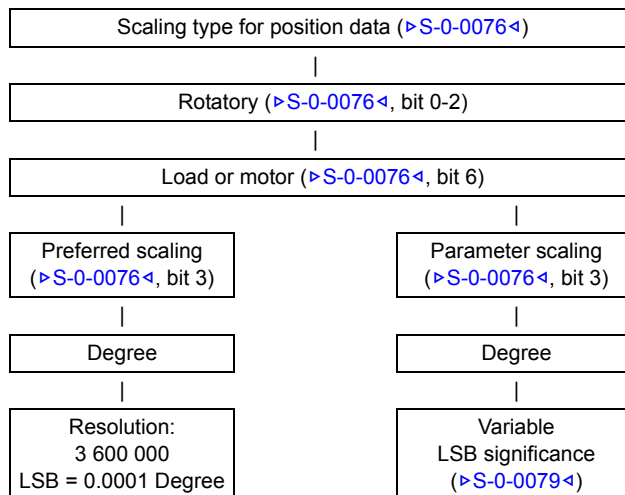 Scaling type for position data (▹S-0-0076◃)
Rotatory (▹S-0-0076◃, bit 0-2)
Load or motor (▹S-0-0076◃, bit 6)
Preferred scaling
(▹S-0-0076◃, bit 3)
Parameter scaling
(▹S-0-0076◃, bit 3)
Degree
Degree
Resolution:
3 600 000
LSB = 0.0001 Degree
Variable
LSB significance
(▹S-0-0079◃)